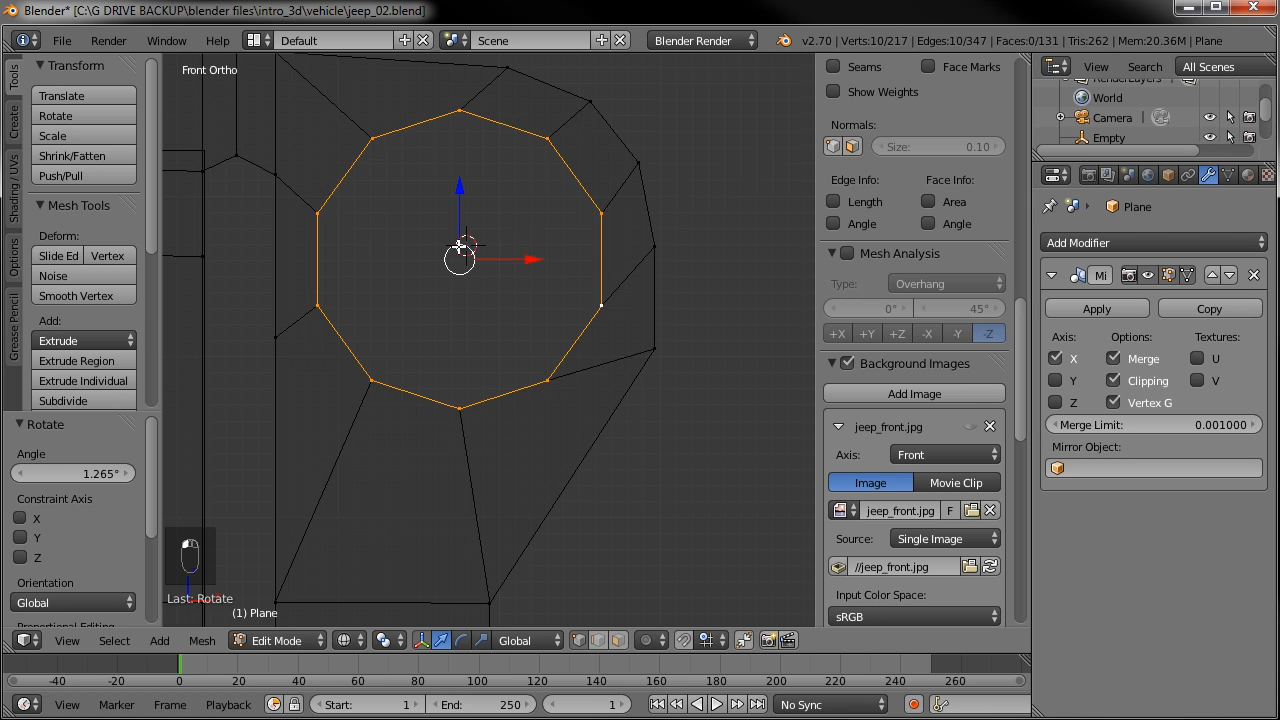 Blender* [C:\G DRIVE BACKUP\blender files\intro_3d\vehicle\jeep_02.blend]
File Render Window Help Default Scene Blender Render v2.70 | Verts:10/217 | Edges:10/347 | Faces:0/131 | Tris:262 | Mem:20.36M | Plane
View Search All Scenes
Tools
Create
Shading / UVs
Options
Grease Pencil
Transform
Translate
Rotate
Scale
Shrink/Fatten
Push/Pull
Mesh Tools
Deform:
Slide Ed Vertex
Noise
Smooth Vertex
Add:
Extrude
Extrude Region
Extrude Individual
Subdivide
Rotate
Angle
1.265°
Constraint Axis
X
Y
Z
Orientation
Global
Proportional Editing
Front Ortho
Last: Rotate
(1) Plane
Seams Face Marks
Show Weights
Normals:
Size: 0.10
Edge Info: Face Info:
Length Area
Angle Angle
Mesh Analysis
Type: Overhang
0° 45°
+X +Y +Z -X -Y -Z
Background Images
Add Image
jeep_front.jpg
Axis: Front
Image Movie Clip
jeep_front.jpg F
Source: Single Image
//jeep_front.jpg
Input Color Space:
sRGB
RenderLayers
World
Camera
Empty
Plane
Add Modifier
Mi
Apply Copy
Axis: Options: Textures:
X Merge U
Y Clipping V
Z Vertex G
Merge Limit: 0.001000
Mirror Object:
View Select Add Mesh Edit Mode Global
-40 -20 0 20 40 60 80 100 120 140 160 180 200 220 240 260
View Marker Frame Playback Start: 1 End: 250 1 No Sync